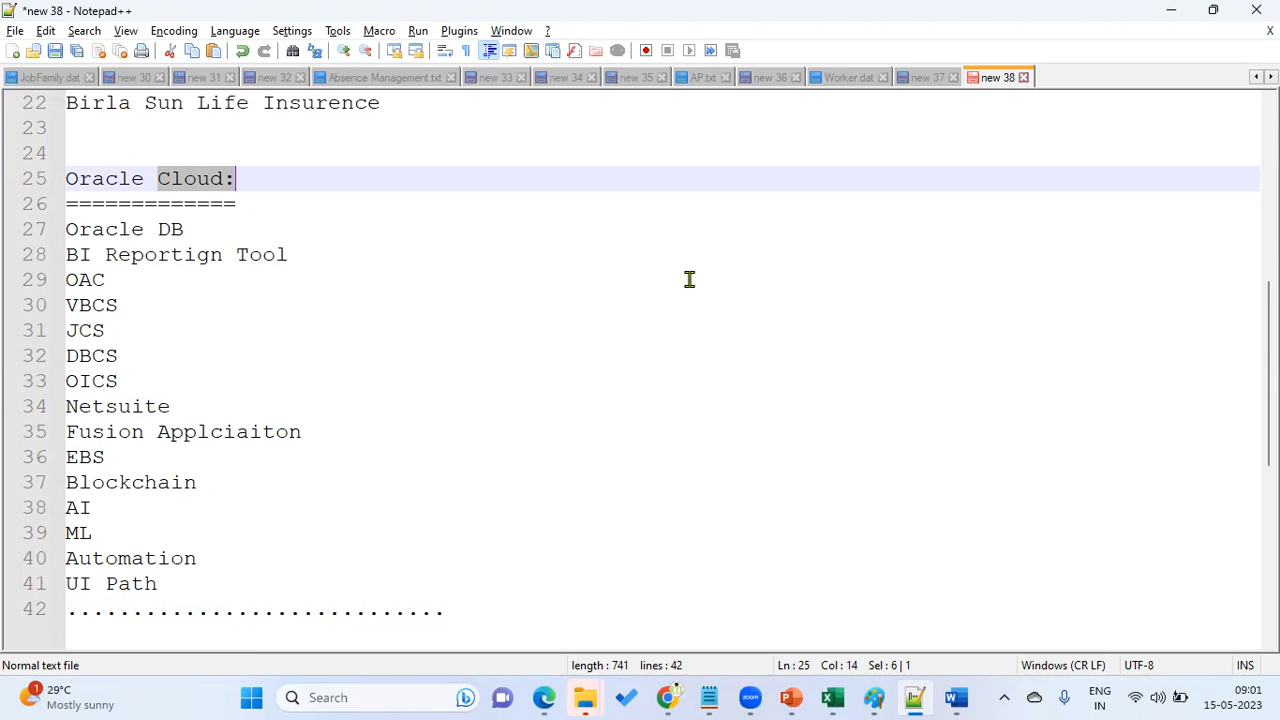 *new 38 - Notepad++
File Edit Search View Encoding Language Settings Tools Macro Run Plugins Window ? X
JobFamily.dat new 30 new 31 new 32 Absence Management.txt new 33 new 34 new 35 AP.txt new 36 Worker.dat new 37 new 38
22 Birla Sun Life Insurence
23
24
25 Oracle Cloud:
26 =============
27 Oracle DB
28 BI Reportign Tool
29 OAC
30 VBCS
31 JCS
32 DBCS
33 OICS
34 Netsuite
35 Fusion Applciaiton
36 EBS
37 Blockchain
38 AI
39 ML
40 Automation
41 UI Path
42 .............................
Normal text file length : 741 lines : 42 Ln : 25 Col : 14 Sel : 6 | 1 Windows (CR LF) UTF-8 INS
1 29°C
Mostly sunny
Search
zoom
ENG
IN
09:01
15-05-2023